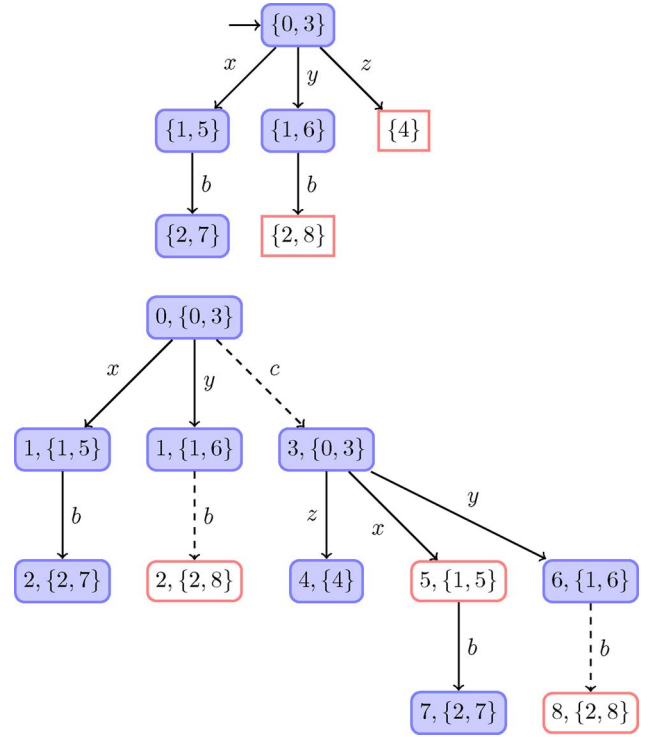 {0, 3}
x y z
{1, 5} {1, 6} {4}
b b
{2, 7} {2, 8}
0, {0, 3}
x y c
1, {1, 5} 1, {1, 6} 3, {0, 3}
b b z x y
2, {2, 7} 2, {2, 8} 4, {4} 5, {1, 5} 6, {1, 6}
b b
7, {2, 7} 8, {2, 8}